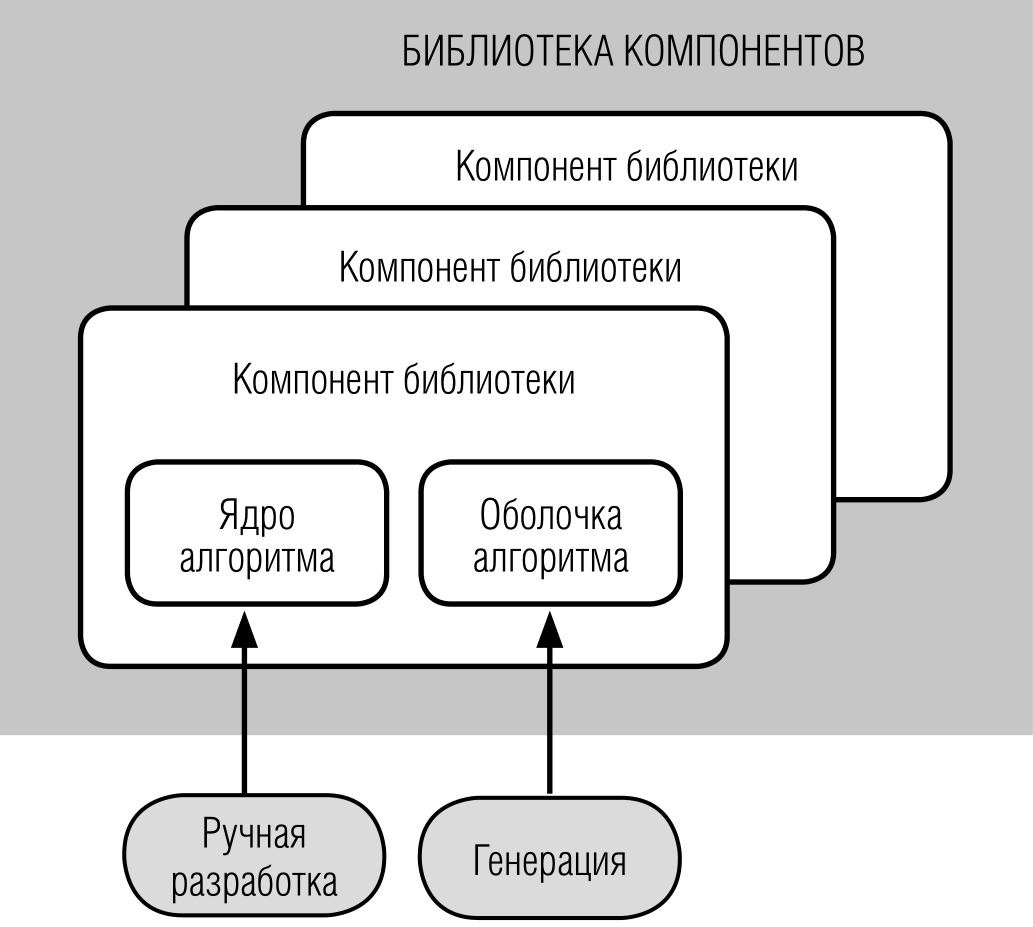 БИБЛИОТЕКА КОМПОНЕНТОВ
Компонент библиотеки
Компонент библиотеки
Компонент библиотеки
Ядро
алгоритма
Оболочка
алгоритма
Ручная
разработка
Генерация